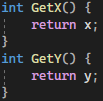 int GetX() {
    return x;
}
int GetY() {
    return y;
}